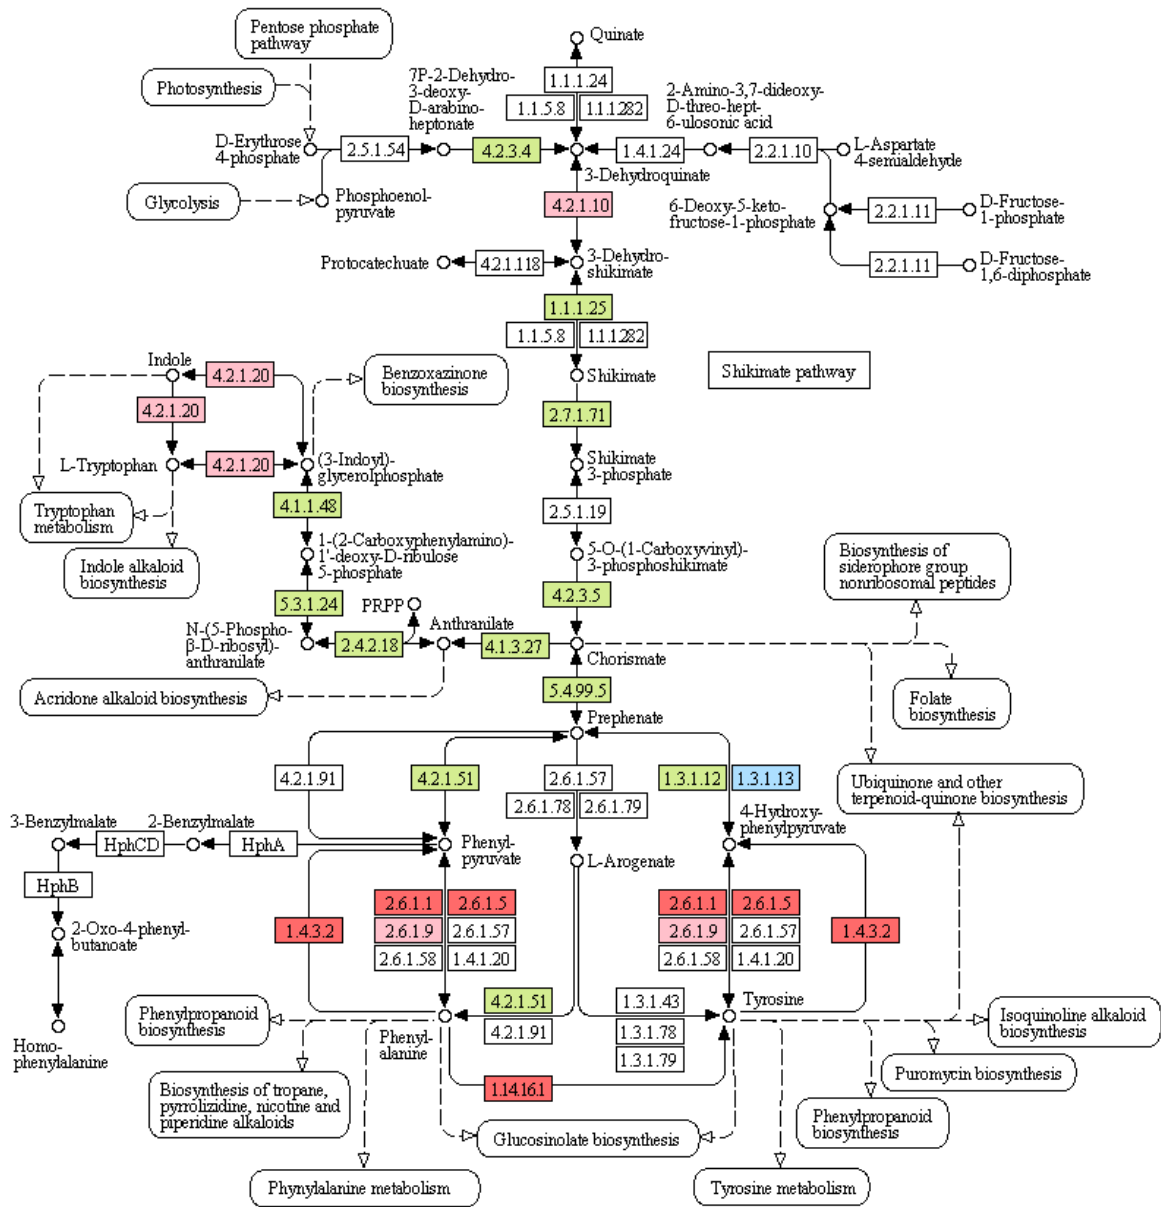 Pentose phosphate
pathway
Quinate
Photosynthesis
7P-2-Dehydro-
3-deoxy-
D-arabino-
heptonate
1.1.1.24
1.1.5.8
1.1.1.282
2-Amino-3,7-dideoxy-
D-threo-hept-
6-ulosonic acid
D-Erythrose
4-phosphate
2.5.1.54
4.2.3.4
1.4.1.24
2.2.1.10
L-Aspartate
4-semialdehyde
3-Dehydroquinate
Glycolysis
Phosphoenol-
pyruvate
4.2.1.10
6-Deoxy-5-keto-
fructose-1-phosphate
2.2.1.11
D-Fructose-
1-phosphate
Protocatechuate
4.2.1.118
3-Dehydro-
shikimate
2.2.1.11
D-Fructose-
1,6-diphosphate
1.1.1.25
1.1.5.8
1.1.1.282
Indole
4.2.1.20
Benzoxazinone
biosynthesis
Shikimate
Shikimate pathway
4.2.1.20
2.7.1.71
L-Tryptophan
4.2.1.20
(3-Indoyl)-
glycerolphosphate
Shikimate
3-phosphate
Tryptophan
metabolism
4.1.1.48
2.5.1.19
Indole alkaloid
biosynthesis
1-(2-Carboxyphenylamino)-
1'-deoxy-D-ribulose
5-phosphate
5-O-(1-Carboxyvinyl)-
3-phosphoshikimate
Biosynthesis of
siderophore group
nonribosomal peptides
5.3.1.24
PRPP
4.2.3.5
N-(5-Phospho-
β-D-ribosyl)-
anthranilate
2.4.2.18
Anthranilate
4.1.3.27
Chorismate
Acridone alkaloid biosynthesis
5.4.99.5
Folate
biosynthesis
Prephenate
4.2.1.91
4.2.1.51
2.6.1.57
2.6.1.78
2.6.1.79
1.3.1.12
1.3.1.13
Ubiquinone and other
terpenoid-quinone biosynthesis
3-Benzylmalate
2-Benzylmalate
4-Hydroxy-
phenylpyruvate
HphCD
HphA
Phenyl-
pyruvate
L-Arogenate
HphB
2-Oxo-4-phenyl-
butanoate
1.4.3.2
2.6.1.1
2.6.1.5
2.6.1.9
2.6.1.57
2.6.1.58
1.4.1.20
2.6.1.1
2.6.1.5
2.6.1.9
2.6.1.57
2.6.1.58
1.4.1.20
1.4.3.2
Phenylpropanoid
biosynthesis
4.2.1.51
4.2.1.91
1.3.1.43
1.3.1.78
1.3.1.79
Tyrosine
Isoquinoline alkaloid
biosynthesis
Homo-
phenylalanine
Phenyl-
alanine
Puromycin biosynthesis
Biosynthesis of tropane,
pyrrolizidine, nicotine and
piperidine alkaloids
1.14.16.1
Phenylpropanoid
biosynthesis
Glucosinolate biosynthesis
Phynylalanine metabolism
Tyrosine metabolism